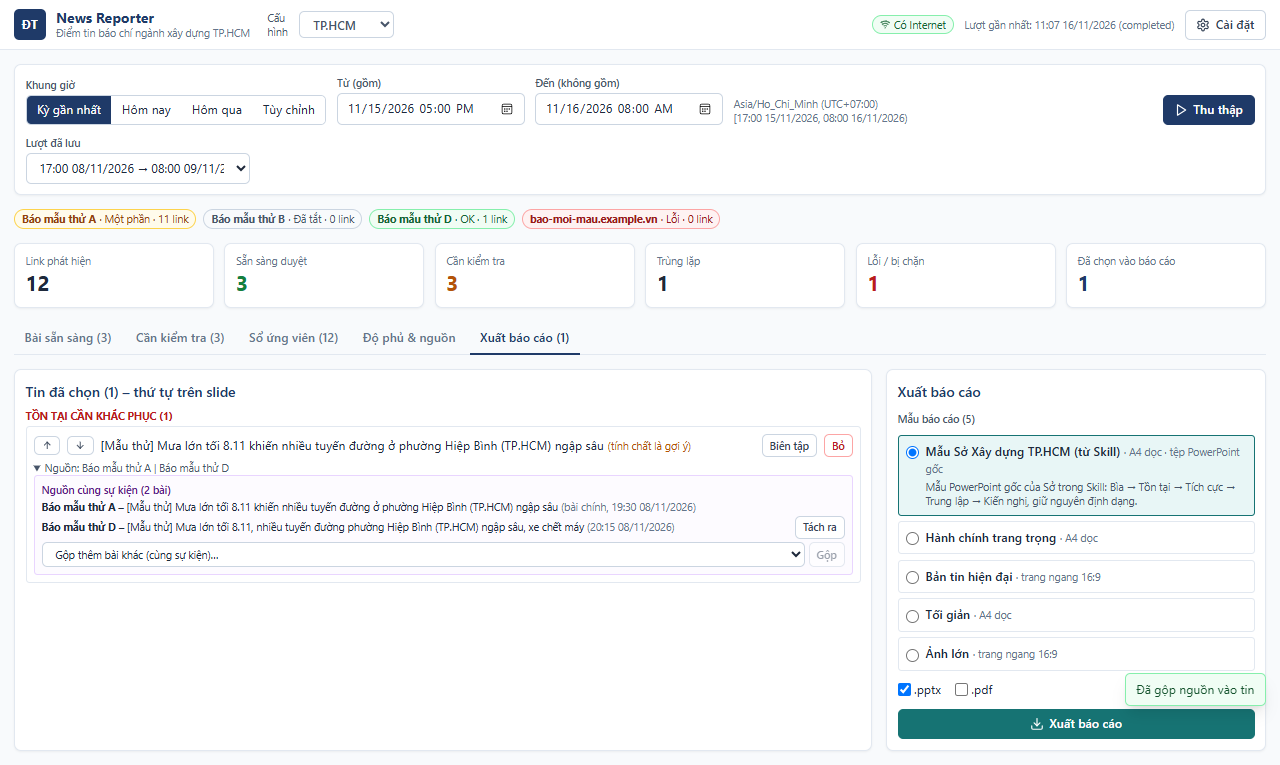 ĐT
News Reporter
Điểm tin báo chí ngành xây dựng TP.HCM
Cấu hình
TP.HCM
Có Internet
Lượt gần nhất: 11:07 16/11/2026 (completed)
Cài đặt
Khung giờ
Kỳ gần nhất
Hôm nay
Hôm qua
Tùy chỉnh
Từ (gồm)
11/15/2026 05:00 PM
Đến (không gồm)
11/16/2026 08:00 AM
Asia/Ho_Chi_Minh (UTC+07:00)
[17:00 15/11/2026, 08:00 16/11/2026)
Thu thập
Lượt đã lưu
17:00 08/11/2026 → 08:00 09/11/2
Báo mẫu thử A · Một phần · 11 link
Báo mẫu thử B · Đã tắt · 0 link
Báo mẫu thử D · OK · 1 link
bao-moi-mau.example.vn · Lỗi · 0 link
Link phát hiện
12
Sẵn sàng duyệt
3
Cần kiểm tra
3
Trùng lặp
1
Lỗi / bị chặn
1
Đã chọn vào báo cáo
1
Bài sẵn sàng (3)
Cần kiểm tra (3)
Sổ ứng viên (12)
Độ phủ & nguồn
Xuất báo cáo (1)
Tin đã chọn (1) – thứ tự trên slide
TỒN TẠI CẦN KHẮC PHỤC (1)
↑ ↓ [Mẫu thử] Mưa lớn tối 8.11 khiến nhiều tuyến đường ở phường Hiệp Bình (TP.HCM) ngập sâu (tính chất là gợi ý)
Biên tập
Bỏ
▼ Nguồn: Báo mẫu thử A | Báo mẫu thử D
Nguồn cùng sự kiện (2 bài)
Báo mẫu thử A – [Mẫu thử] Mưa lớn tối 8.11 khiến nhiều tuyến đường ở phường Hiệp Bình (TP.HCM) ngập sâu (bài chính, 19:30 08/11/2026)
Báo mẫu thử D – [Mẫu thử] Mưa lớn tối 8.11, nhiều tuyến đường phường Hiệp Bình (TP.HCM) ngập sâu, xe chết máy (20:15 08/11/2026)
Tách ra
Gộp thêm bài khác (cùng sự kiện)...
Gộp
Xuất báo cáo
Mẫu báo cáo (5)
Mẫu Sở Xây dựng TP.HCM (từ Skill) · A4 dọc · tệp PowerPoint
gốc
Mẫu PowerPoint gốc của Sở trong Skill: Bìa → Tồn tại → Tích cực →
Trung lập → Kiến nghị, giữ nguyên định dạng.
Hành chính trang trọng · A4 dọc
Bản tin hiện đại · trang ngang 16:9
Tối giản · A4 dọc
Ảnh lớn · trang ngang 16:9
.pptx
.pdf
Đã gộp nguồn vào tin
Xuất báo cáo